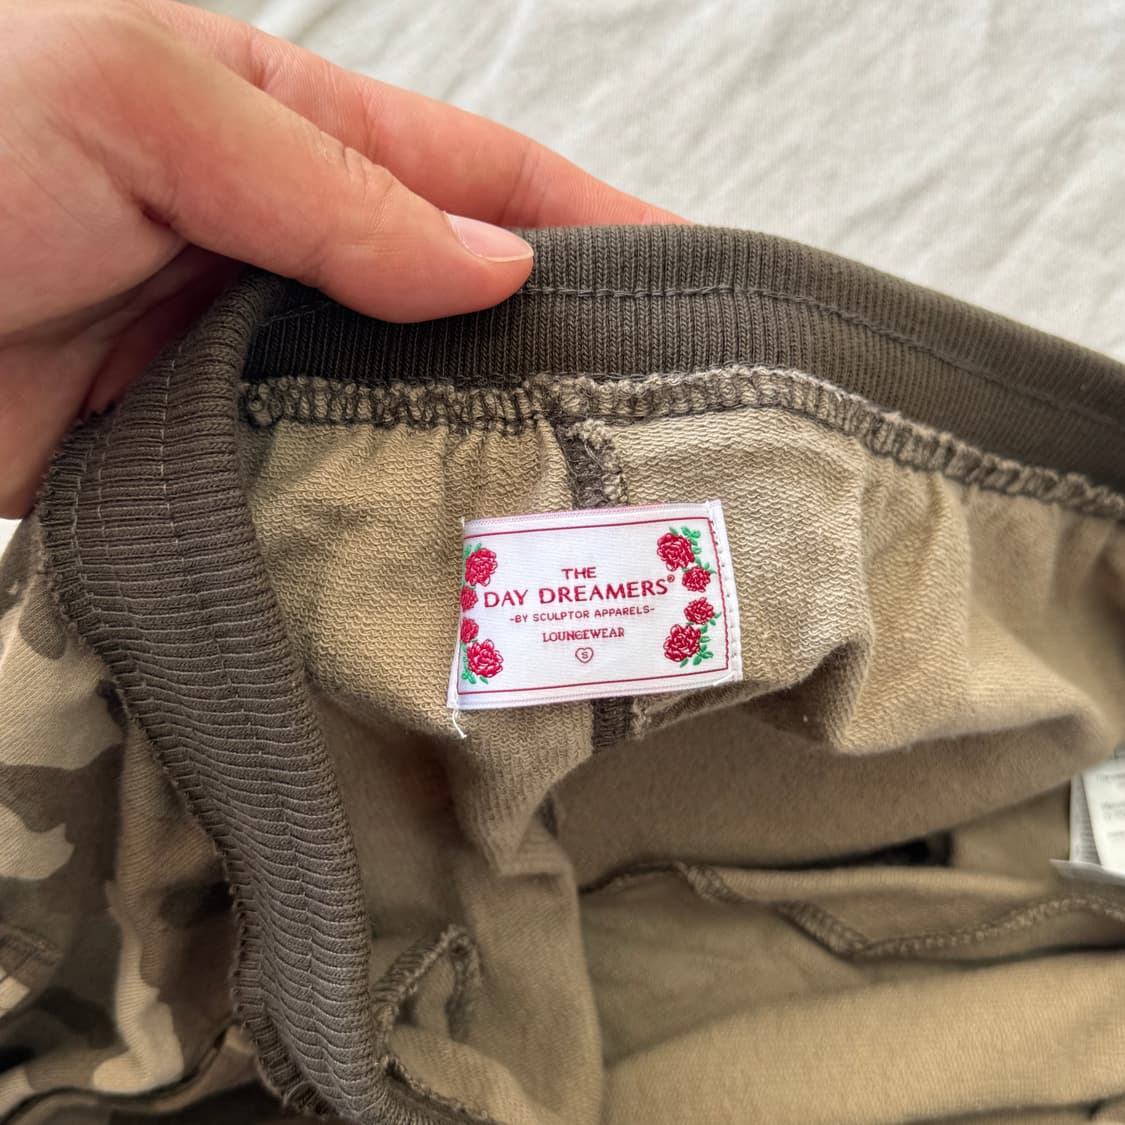 THE
DAY DREAMERS®
-BY SCULPTOR APPARELS-
LOUNGEWEAR
S